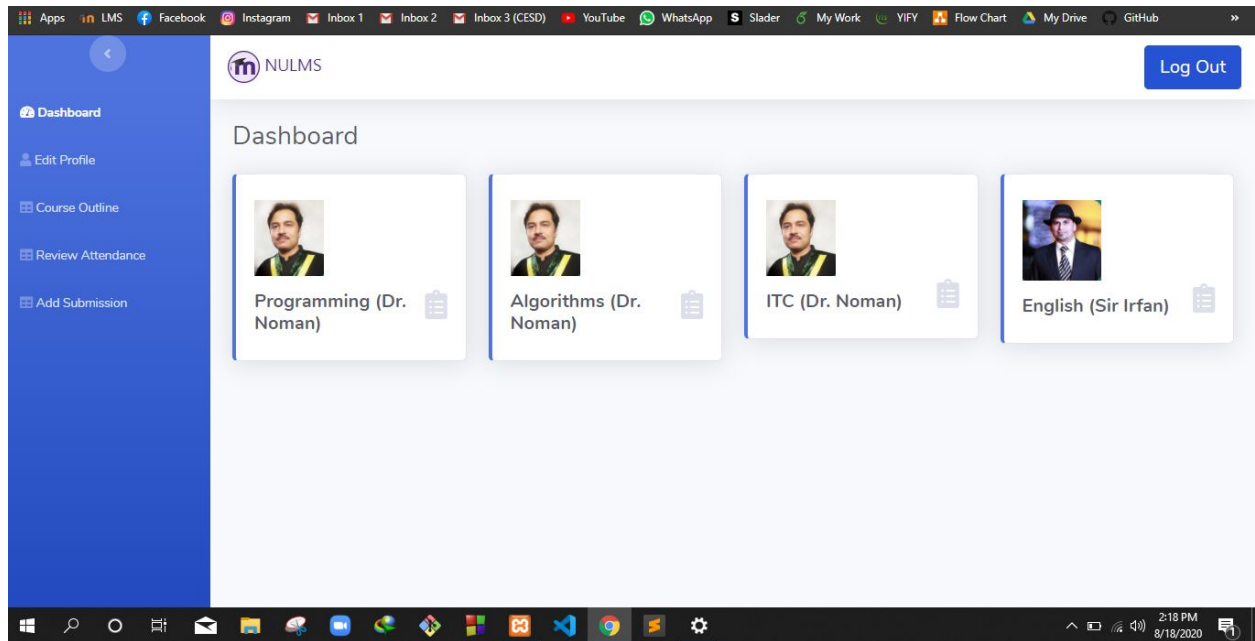 Apps LMS Facebook Instagram Inbox 1 Inbox 2 Inbox 3 (CESD) YouTube WhatsApp S Slader My Work YIFY Flow Chart My Drive GitHub »
m NULMS
Log Out
Dashboard
Edit Profile
Course Outline
Review Attendance
Add Submission
Dashboard
Programming (Dr.
Noman)
Algorithms (Dr.
Noman)
ITC (Dr. Noman)
English (Sir Irfan)
2:18 PM
8/18/2020
1